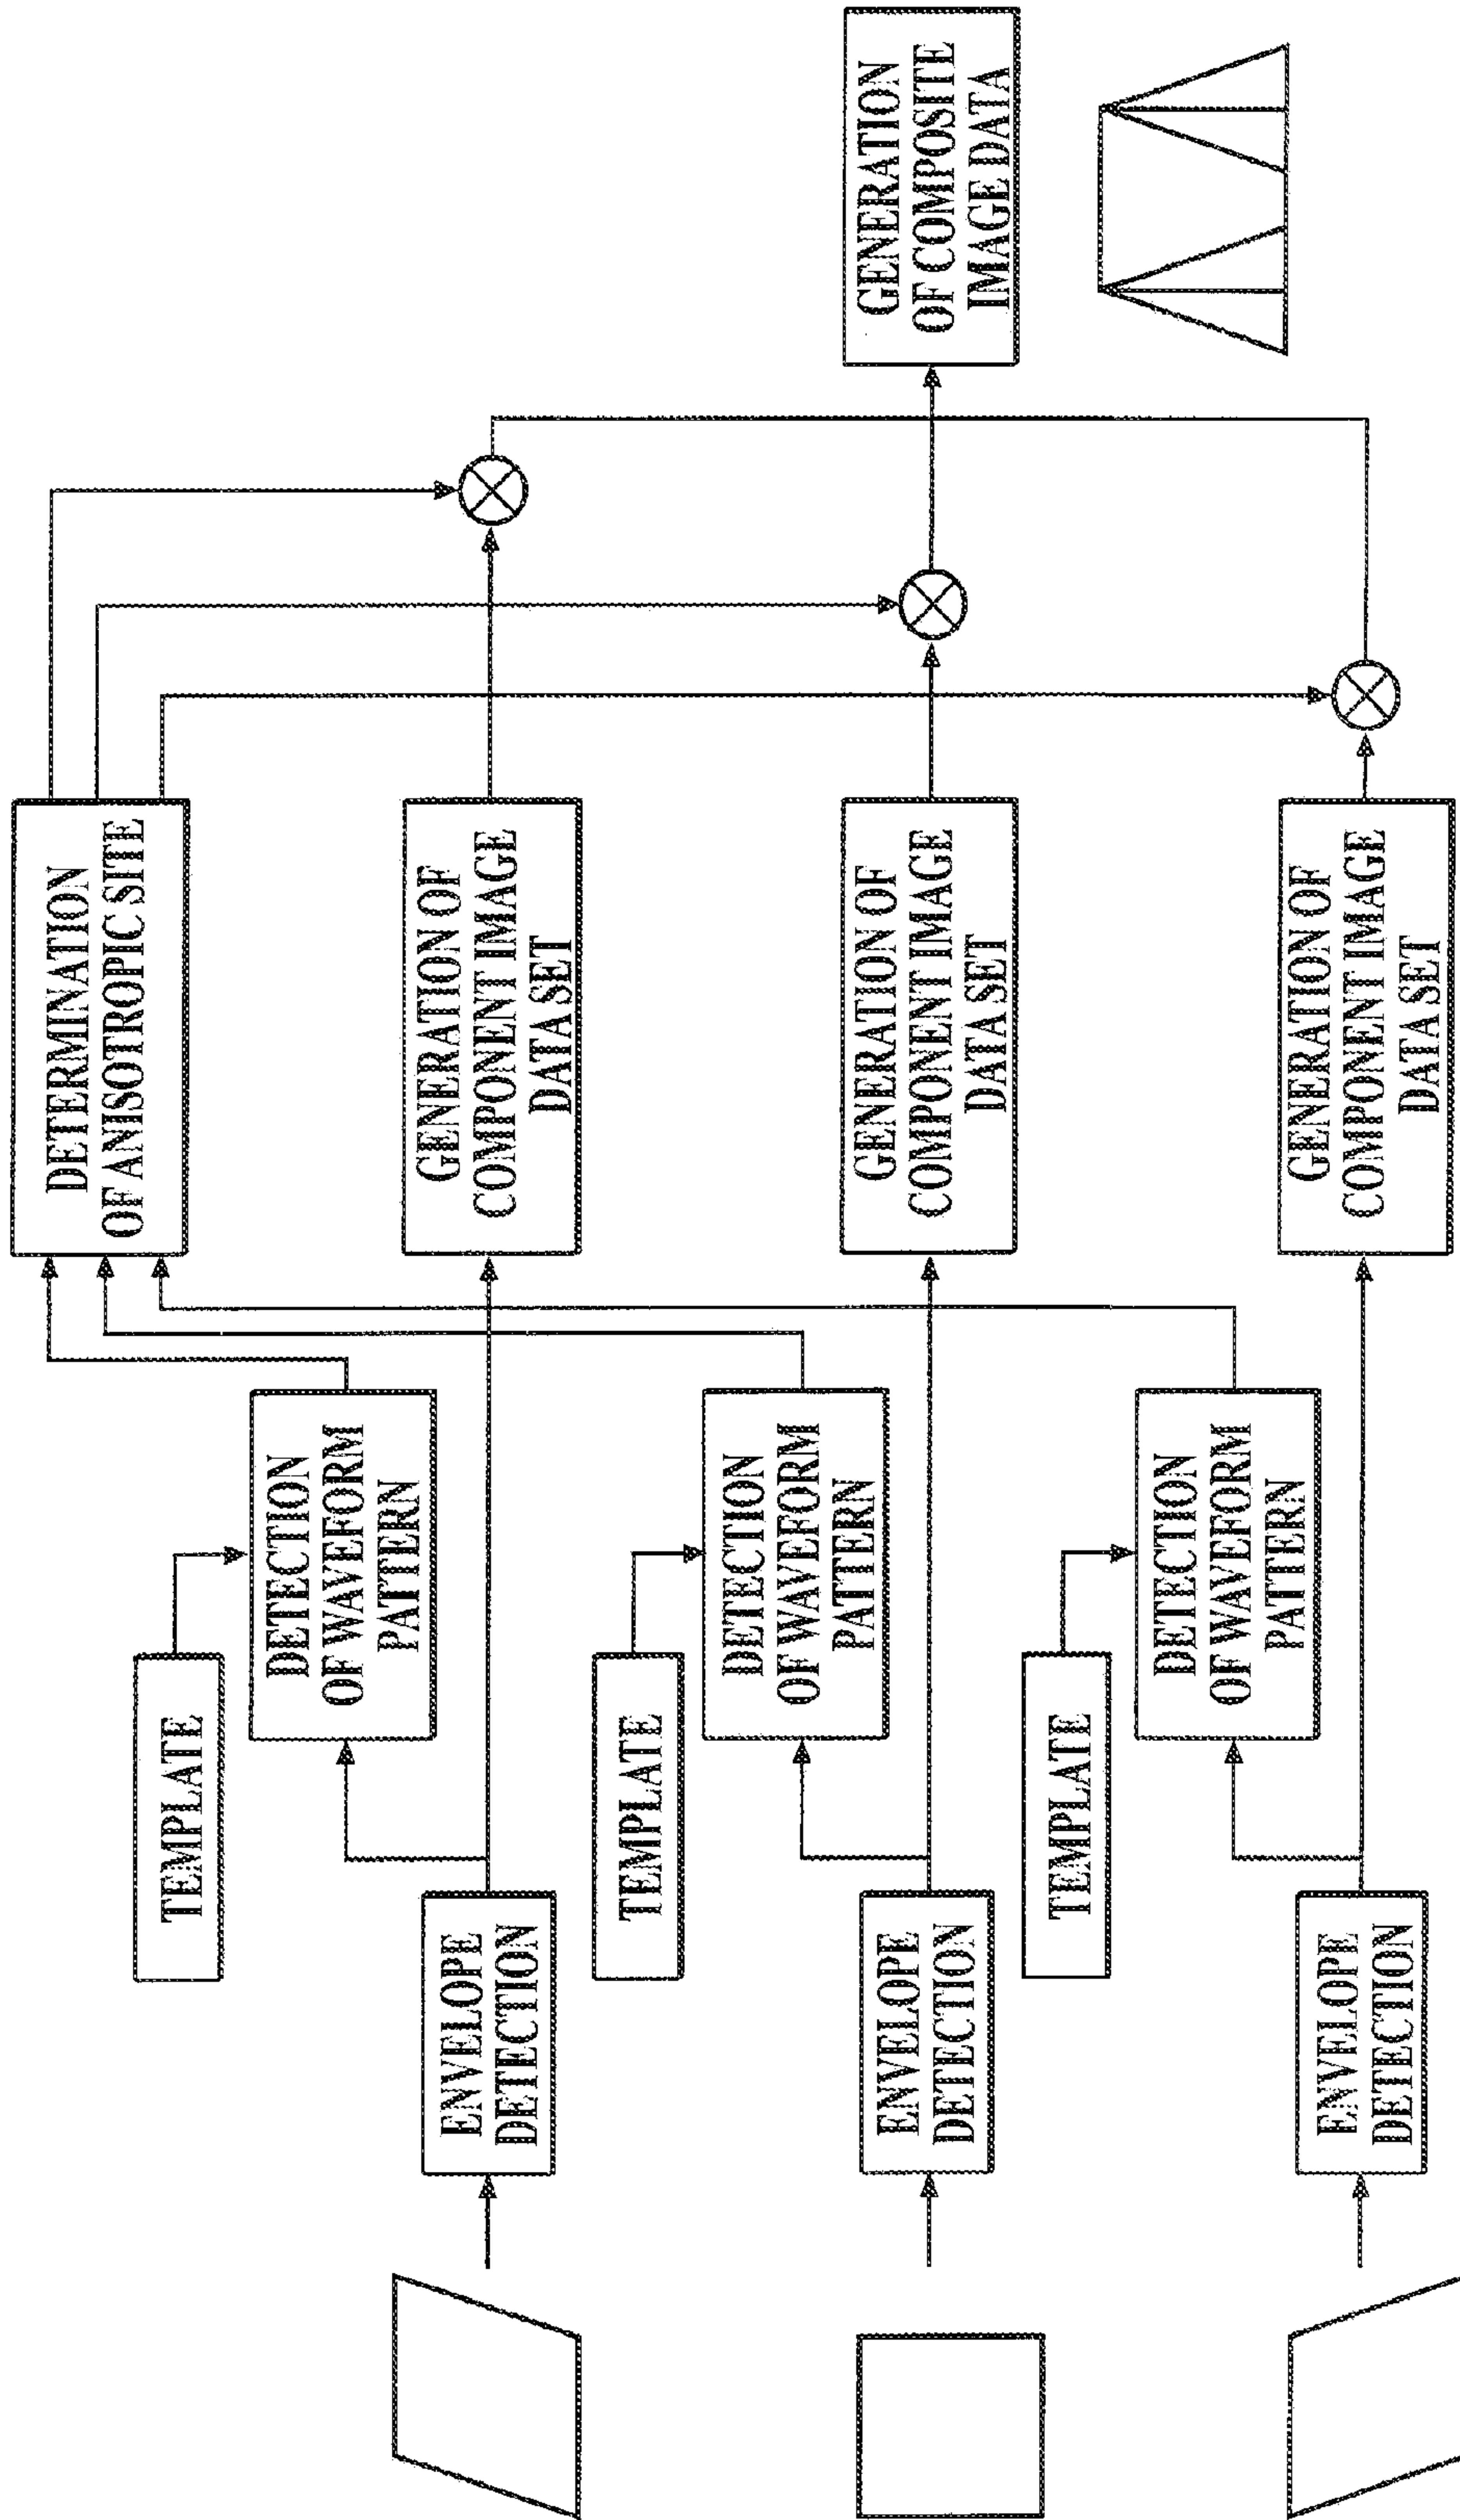 DETERMINATION
OF ANISOTROPIC SITE
TEMPLATE
DETECTION
OF WAVEFORM
PATTERN
ENVELOPE
DETECTION
GENERATION OF
COMPONENT IMAGE
DATA SET
TEMPLATE
DETECTION
OF WAVEFORM
PATTERN
ENVELOPE
DETECTION
GENERATION OF
COMPONENT IMAGE
DATA SET
GENERATION
OF COMPOSITE
IMAGE DATA
TEMPLATE
DETECTION
OF WAVEFORM
PATTERN
ENVELOPE
DETECTION
GENERATION OF
COMPONENT IMAGE
DATA SET